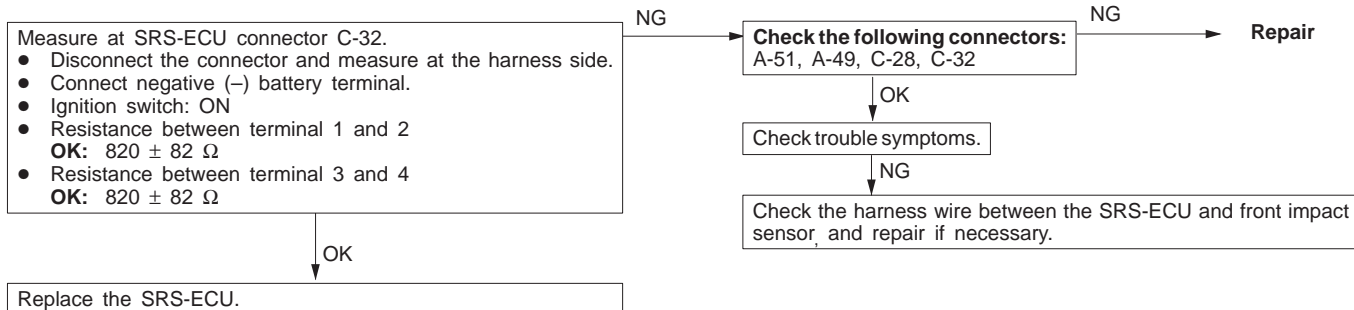 Measure at SRS-ECU connector C-32.
● Disconnect the connector and measure at the harness side.
● Connect negative (–) battery terminal.
● Ignition switch: ON
● Resistance between terminal 1 and 2
OK: 820 ± 82 Ω
● Resistance between terminal 3 and 4
OK: 820 ± 82 Ω
OK
Replace the SRS-ECU.
NG
Check the following connectors:
A-51, A-49, C-28, C-32
NG
Repair
OK
Check trouble symptoms.
NG
Check the harness wire between the SRS-ECU and front impact
sensor, and repair if necessary.